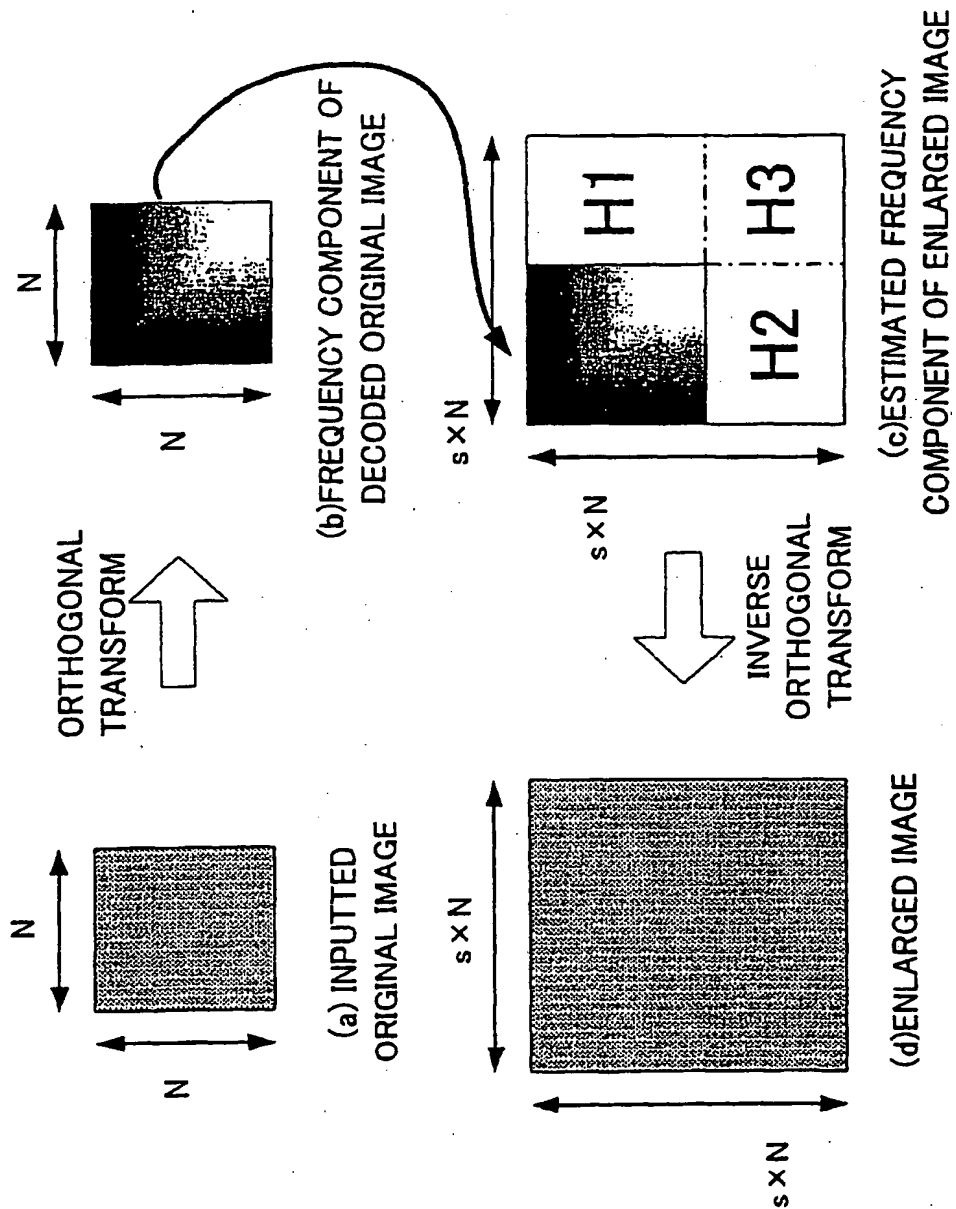 N
N
(a) INPUTTED
ORIGINAL IMAGE
ORTHOGONAL
TRANSFORM
N
N
(b)FREQUENCY COMPONENT OF
DECODED ORIGINAL IMAGE
s×N
s×N
H1
H2
H3
(c)ESTIMATED FREQUENCY
COMPONENT OF ENLARGED IMAGE
INVERSE
ORTHOGONAL
TRANSFORM
s×N
s×N
(d)ENLARGED IMAGE